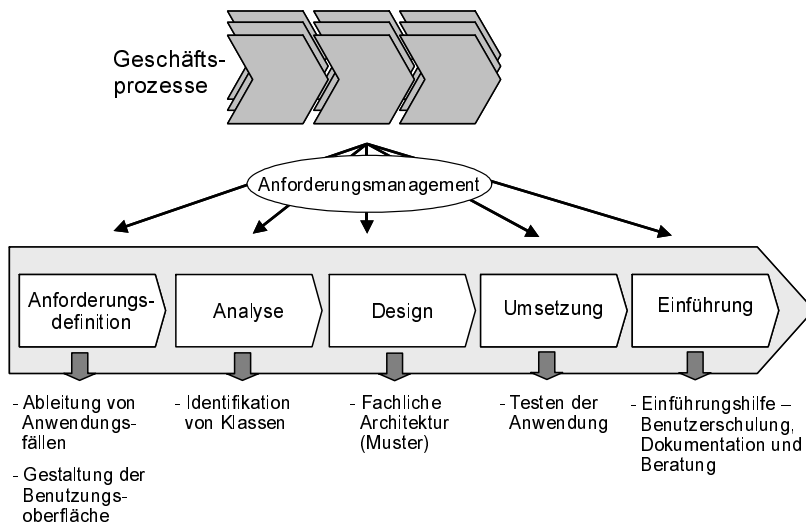 Geschäfts-
prozesse
Anforderungsmanagement
Anforderungs-
definition
Analyse
Design
Umsetzung
Einführung
- Ableitung von
Anwendungs-
fällen
- Gestaltung der
Benutzungs-
oberfläche
- Identifikation
von Klassen
- Fachliche
Architektur
(Muster)
- Testen der
Anwendung
- Einführungshilfe –
Benutzerschulung,
Dokumentation und
Beratung